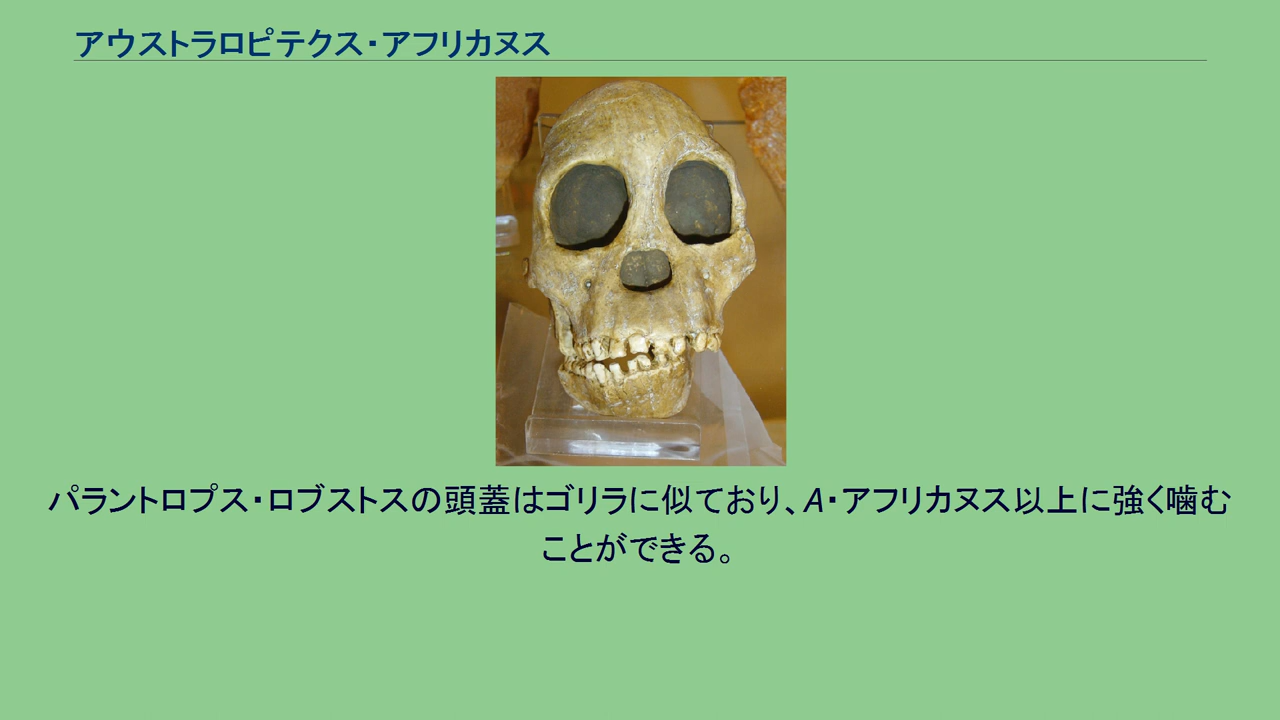 アウストラロピテクス・アフリカヌス
パラントロプス・ロブストスの頭蓋はゴリラに似ており、A・アフリカヌス以上に強く噛む
ことができる。